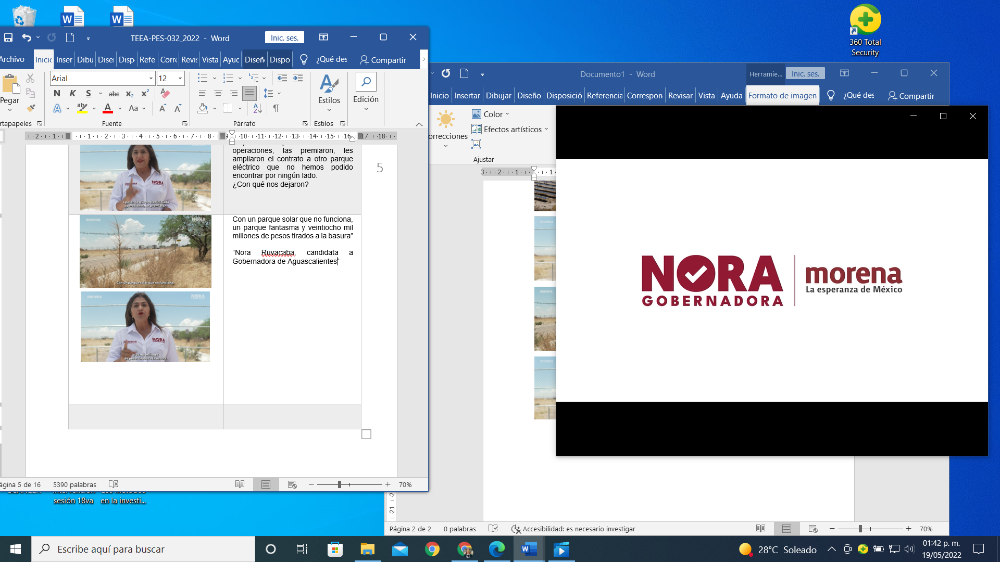 360 Total
Security
TEEA-PES-032_2022 - Word
Inic. ses.
Archivo
Inicio
Inser
Dibu
Diseñ
Disp
Refe
Corre
Revis
Vista
Ayuc
Diseñ
Dispo
¿Qué des
Compartir
Arial
12
Pegar
N K S abc x₂ x²
A Aa A A
Estilos
Edición
rtapapeles
Fuente
Párrafo
Estilos
operaciones, las premiaron, les
ampliaron el contrato a otro parque
eléctrico que no hemos podido
encontrar por ningún lado.
¿Con qué nos dejaron?
5
morena NORA
a pesar de que no han iniciado
operaciones, los premiaron
morena NORA
Con un parque solar que no funciona...
Con un parque solar que no funciona,
un parque fantasma y veintiocho mil
millones de pesos tirados a la basura”
“Nora Ruvacaba, candidata a
Gobernadora de Aguascalientes”
morena NORA
morena NORA
y 28 mil millones
de pesos tirados a la basura.
ágina 5 de 16
5390 palabras
70%
sesión 18va
en la investi...
Documento1 - Word
Herramie...
Inic. ses.
Inicio
Insertar
Dibujar
Diseño
Disposició
Referencia
Correspon
Revisar
Vista
Ayuda
Formato de imagen
¿Qué des
Compartir
orrecciones
Color
Efectos artísticos
Ajustar
morena
morena
morena
NORA
GOBERNADORA
morena
La esperanza de México
Página 2 de 2
0 palabras
Accesibilidad: es necesario investigar
70%
Escribe aquí para buscar
28°C Soleado
01:42 p. m.
19/05/2022